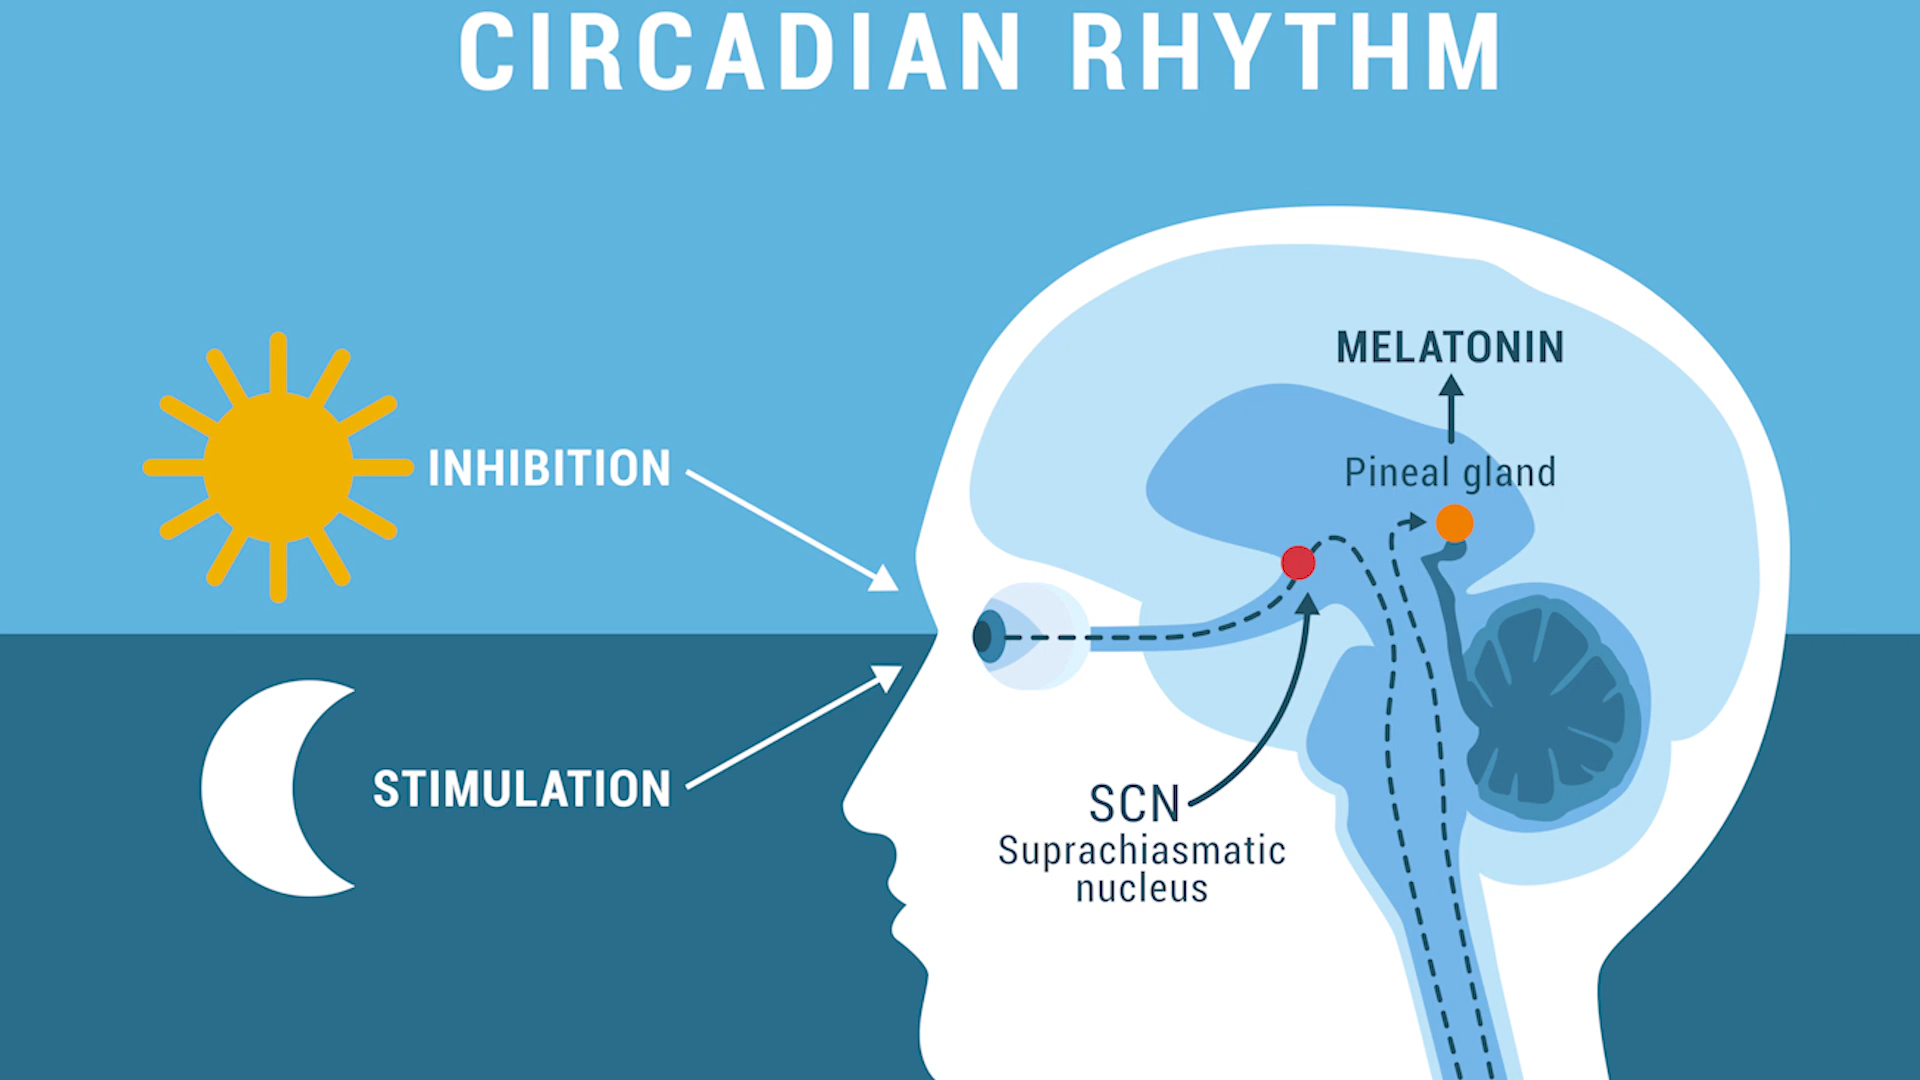 CIRCADIAN RHYTHM
MELATONIN
Pineal gland
INHIBITION
STIMULATION
SCN
Suprachiasmatic
nucleus